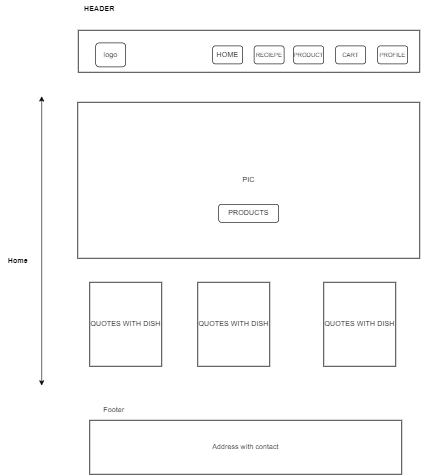 HEADER
logo
HOME
RECIEPE
PRODUCT
CART
PROFILE
PIC
PRODUCTS
Home
QUOTES WITH DISH
QUOTES WITH DISH
QUOTES WITH DISH
Footer
Address with contact